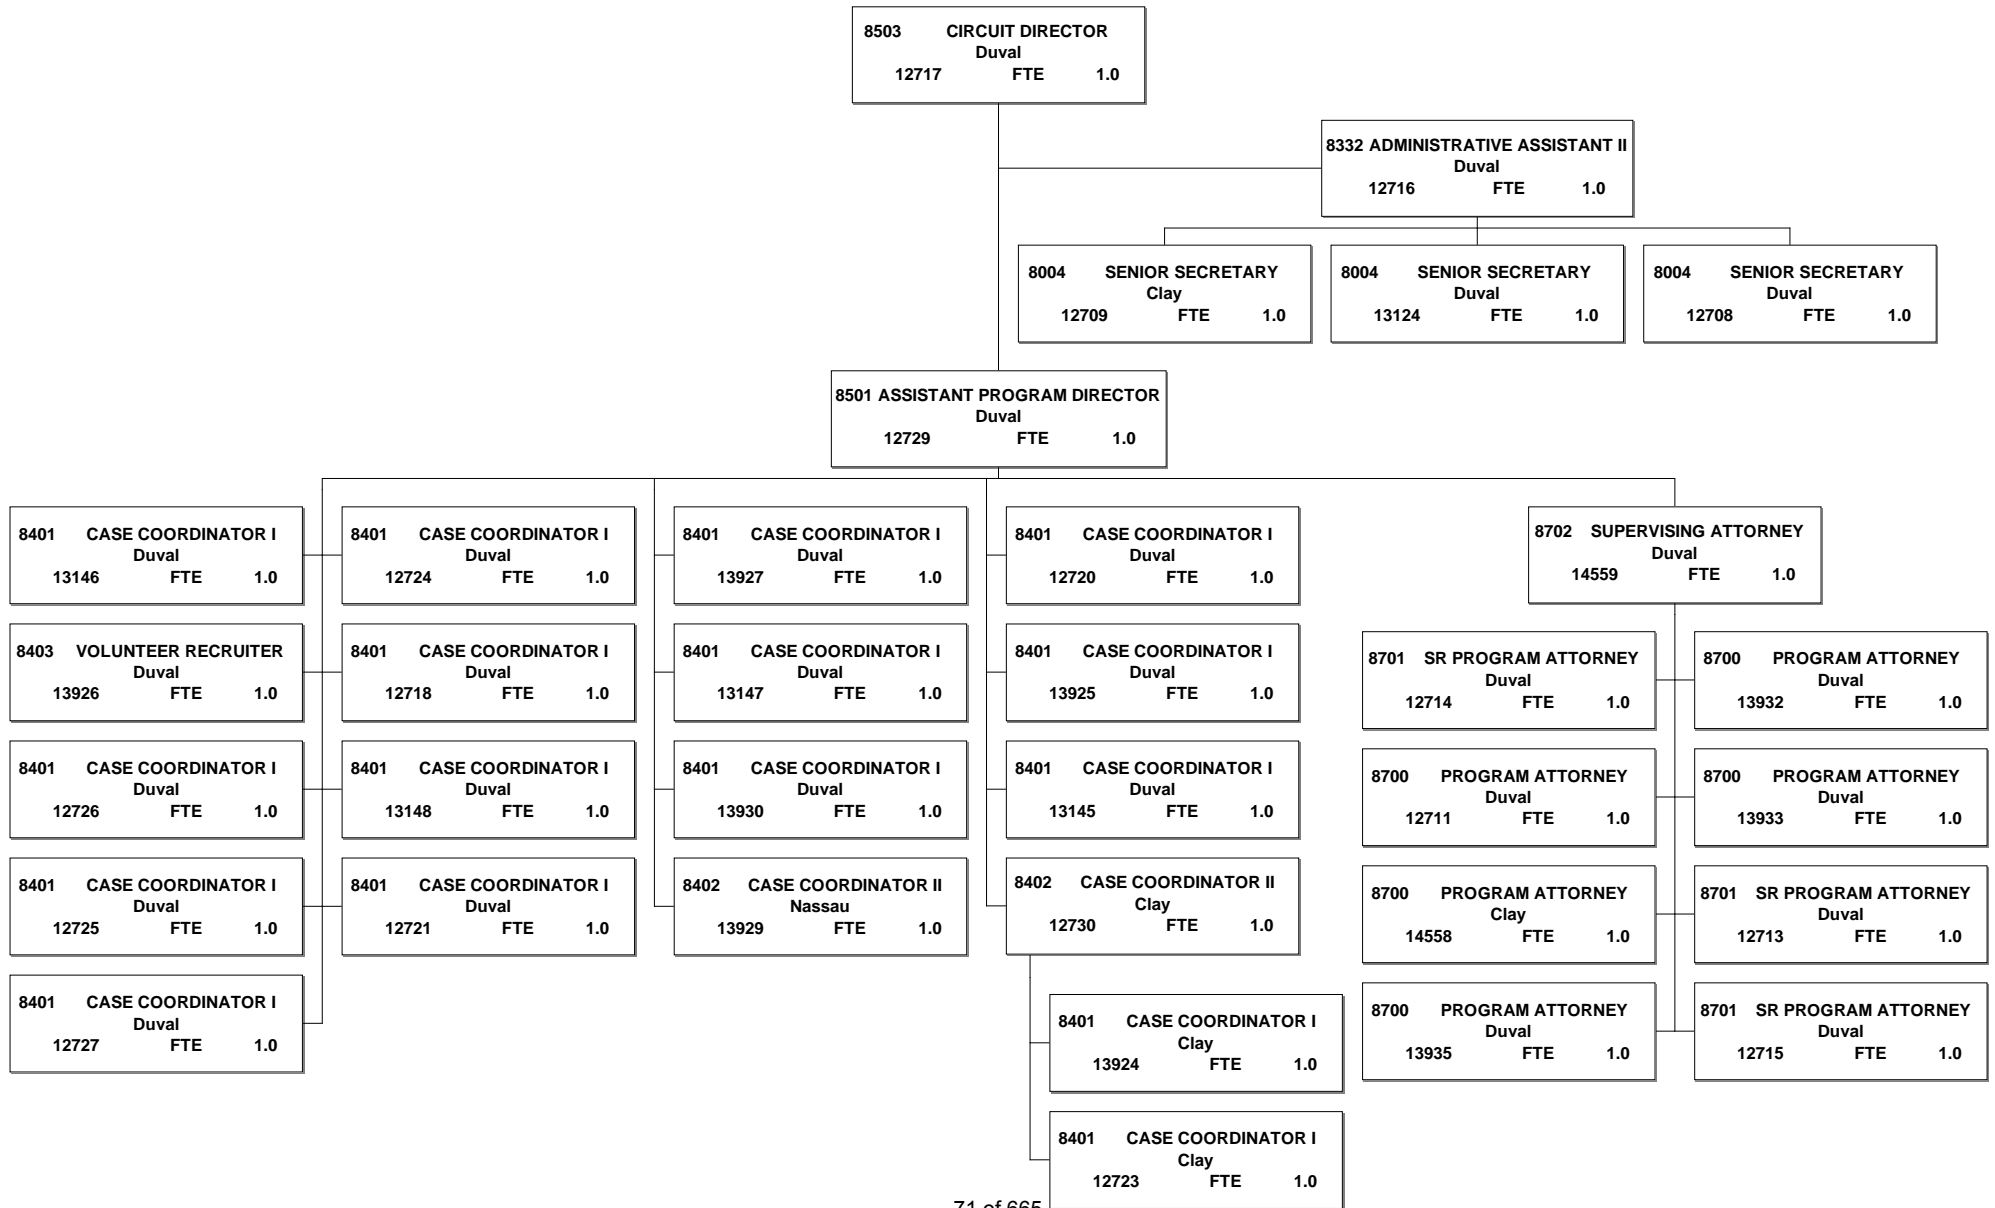 8503 CIRCUIT DIRECTOR
Duval
12717 FTE 1.0
8332 ADMINISTRATIVE ASSISTANT II
Duval
12716 FTE 1.0
8004 SENIOR SECRETARY
Clay
12709 FTE 1.0
8004 SENIOR SECRETARY
Duval
13124 FTE 1.0
8004 SENIOR SECRETARY
Duval
12708 FTE 1.0
8501 ASSISTANT PROGRAM DIRECTOR
Duval
12729 FTE 1.0
8401 CASE COORDINATOR I
Duval
13146 FTE 1.0
8403 VOLUNTEER RECRUITER
Duval
13926 FTE 1.0
8401 CASE COORDINATOR I
Duval
12726 FTE 1.0
8401 CASE COORDINATOR I
Duval
12725 FTE 1.0
8401 CASE COORDINATOR I
Duval
12727 FTE 1.0
8401 CASE COORDINATOR I
Duval
12724 FTE 1.0
8401 CASE COORDINATOR I
Duval
12718 FTE 1.0
8401 CASE COORDINATOR I
Duval
13148 FTE 1.0
8401 CASE COORDINATOR I
Duval
12721 FTE 1.0
8401 CASE COORDINATOR I
Duval
13927 FTE 1.0
8401 CASE COORDINATOR I
Duval
13147 FTE 1.0
8401 CASE COORDINATOR I
Duval
13930 FTE 1.0
8402 CASE COORDINATOR II
Nassau
13929 FTE 1.0
8401 CASE COORDINATOR I
Duval
12720 FTE 1.0
8401 CASE COORDINATOR I
Duval
13925 FTE 1.0
8401 CASE COORDINATOR I
Duval
13145 FTE 1.0
8402 CASE COORDINATOR II
Clay
12730 FTE 1.0
8401 CASE COORDINATOR I
Clay
13924 FTE 1.0
8401 CASE COORDINATOR I
Clay
12723 FTE 1.0
8702 SUPERVISING ATTORNEY
Duval
14559 FTE 1.0
8701 SR PROGRAM ATTORNEY
Duval
12714 FTE 1.0
8700 PROGRAM ATTORNEY
Duval
12711 FTE 1.0
8700 PROGRAM ATTORNEY
Clay
14558 FTE 1.0
8700 PROGRAM ATTORNEY
Duval
13935 FTE 1.0
8700 PROGRAM ATTORNEY
Duval
13932 FTE 1.0
8700 PROGRAM ATTORNEY
Duval
13933 FTE 1.0
8701 SR PROGRAM ATTORNEY
Duval
12713 FTE 1.0
8701 SR PROGRAM ATTORNEY
Duval
12715 FTE 1.0
71 of 665